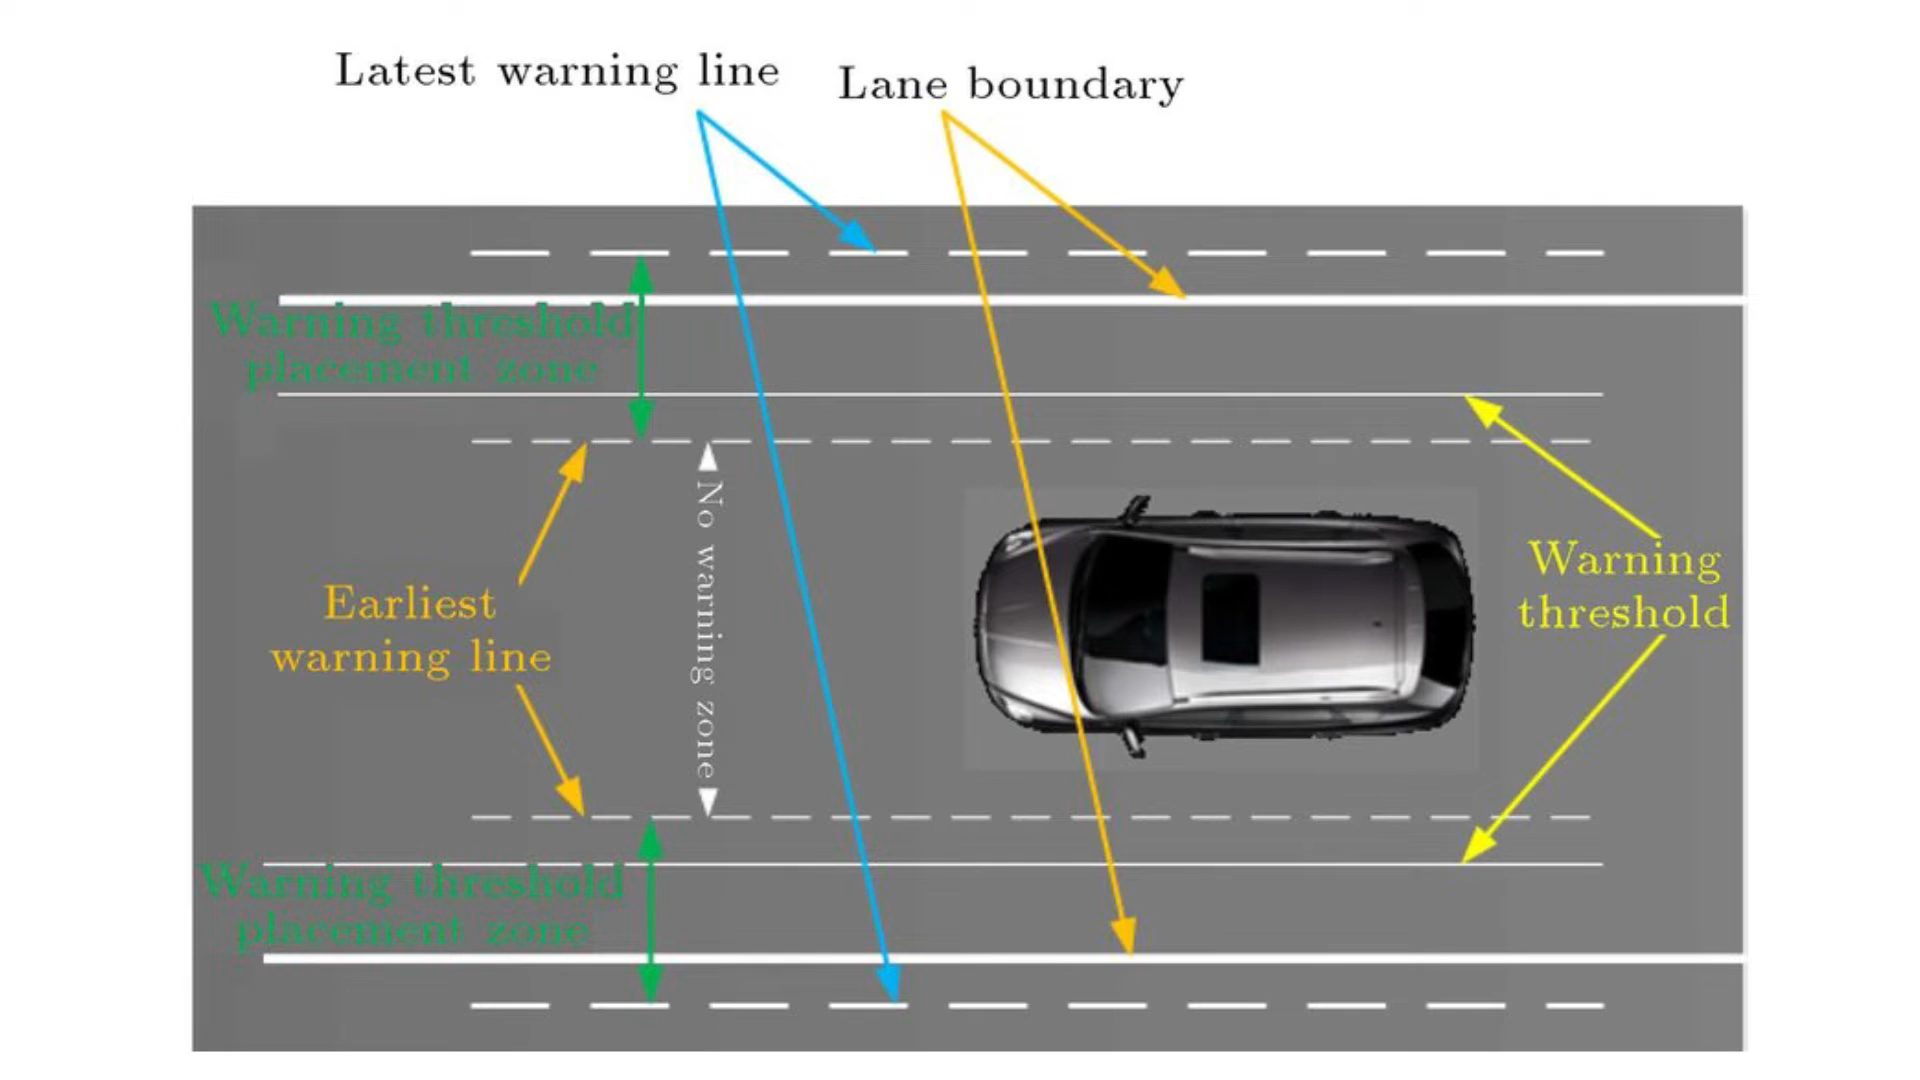 Latest warning line
Lane boundary
Warning threshold
placement zone
No warning zone
Earliest
warning line
Warning
threshold
Warning threshold
placement zone